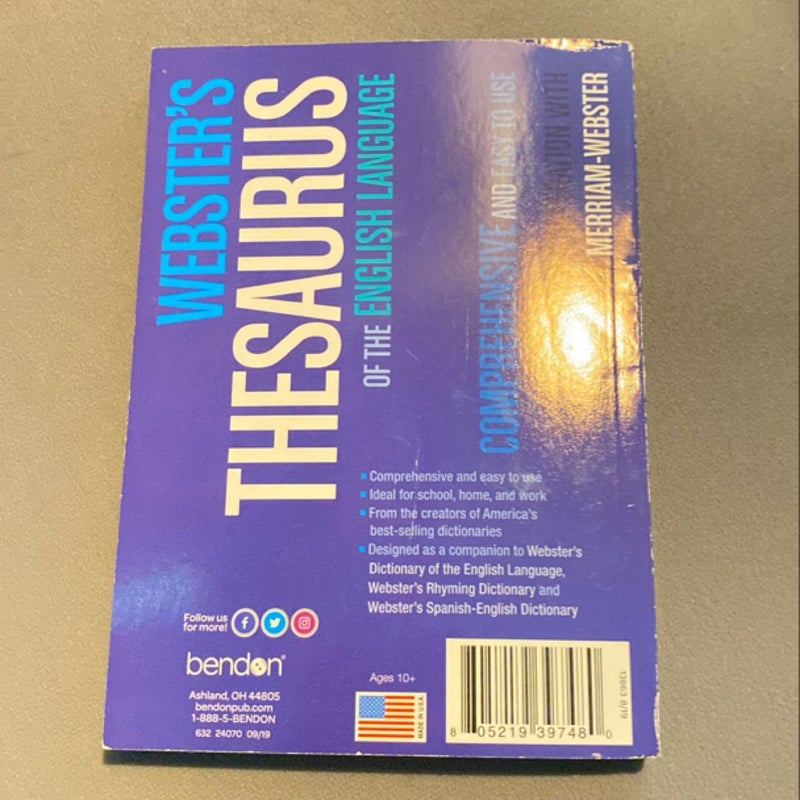 WEBSTER'S
THESAURUS
OF THE ENGLISH LANGUAGE
COMPREHENSIVE AND EASY TO USE
WITH
MERRIAM-WEBSTER
Comprehensive and easy to use
Ideal for school, home, and work
From the creators of America's
best-selling dictionaries
Designed as a companion to Webster's
Dictionary of the English Language,
Webster's Rhyming Dictionary and
Webster's Spanish-English Dictionary
Follow us
for more!
bendon®
Ashland, OH 44805
bendonpub.com
1-888-5-BENDON
632 24070 09/19
Ages 10+
MADE IN U.S.A.
13863 8/19
8 05219 39748 0